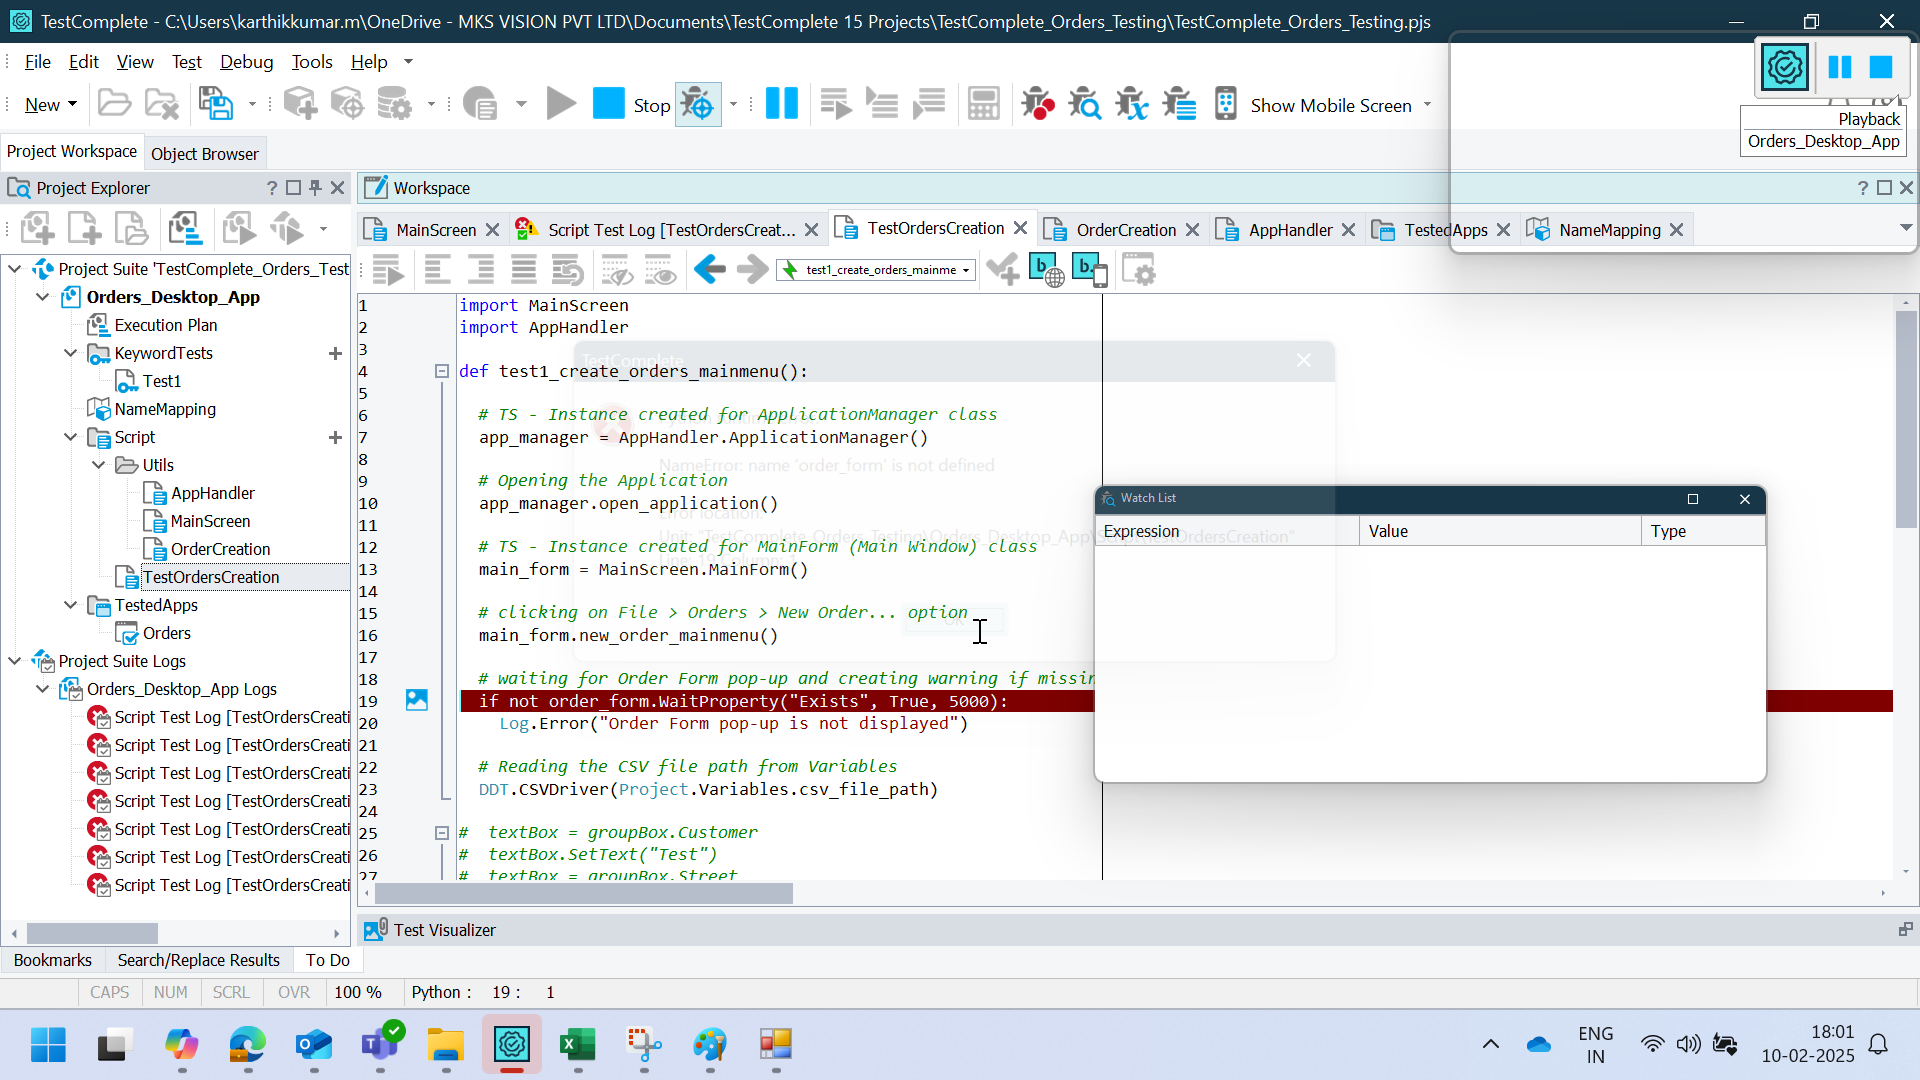 TestComplete - C:\Users\karthikkumar.m\OneDrive - MKS VISION PVT LTD\Documents\TestComplete 15 Projects\TestComplete_Orders_Testing\TestComplete_Orders_Testing.pjs
File Edit View Test Debug Tools Help
New
Stop
Show Mobile Screen
Playback
Orders_Desktop_App
Project Workspace
Object Browser
Project Explorer
Workspace
MainScreen
Script Test Log [TestOrdersCreat...
TestOrdersCreation
OrderCreation
AppHandler
TestedApps
NameMapping
test1_create_orders_mainme
Project Suite 'TestComplete_Orders_Test
Orders_Desktop_App
Execution Plan
KeywordTests
Test1
NameMapping
Script
Utils
AppHandler
MainScreen
OrderCreation
TestOrdersCreation
TestedApps
Orders
Project Suite Logs
Orders_Desktop_App Logs
Script Test Log [TestOrdersCreati
Script Test Log [TestOrdersCreati
Script Test Log [TestOrdersCreati
Script Test Log [TestOrdersCreati
Script Test Log [TestOrdersCreati
Script Test Log [TestOrdersCreati
Script Test Log [TestOrdersCreati
1 import MainScreen
2 import AppHandler
3
4 def test1_create_orders_mainmenu():
5
6 # TS - Instance created for ApplicationManager class
7 app_manager = AppHandler.ApplicationManager()
8
9 # Opening the Application
10 app_manager.open_application()
11
12 # TS - Instance created for MainForm (Main Window) class
13 main_form = MainScreen.MainForm()
14
15 # clicking on File > Orders > New Order... option
16 main_form.new_order_mainmenu()
17
18 # waiting for Order Form pop-up and creating warning if missin
19 if not order_form.WaitProperty("Exists", True, 5000):
20 Log.Error("Order Form pop-up is not displayed")
21
22 # Reading the CSV file path from Variables
23 DDT.CSVDriver(Project.Variables.csv_file_path)
24
25 # textBox = groupBox.Customer
26 # textBox.SetText("Test")
27 # textBox = groupBox.Street
TestComplete
NameError: name 'order_form' is not defined
Error location:
Unit: "TestComplete_Orders_Testing\Orders_Desktop_App\Script\TestOrdersCreation"
OK
Watch List
Expression Value Type
Test Visualizer
Bookmarks
Search/Replace Results
To Do
CAPS NUM SCRL OVR 100 % Python : 19 : 1
ENG
IN
18:01
10-02-2025